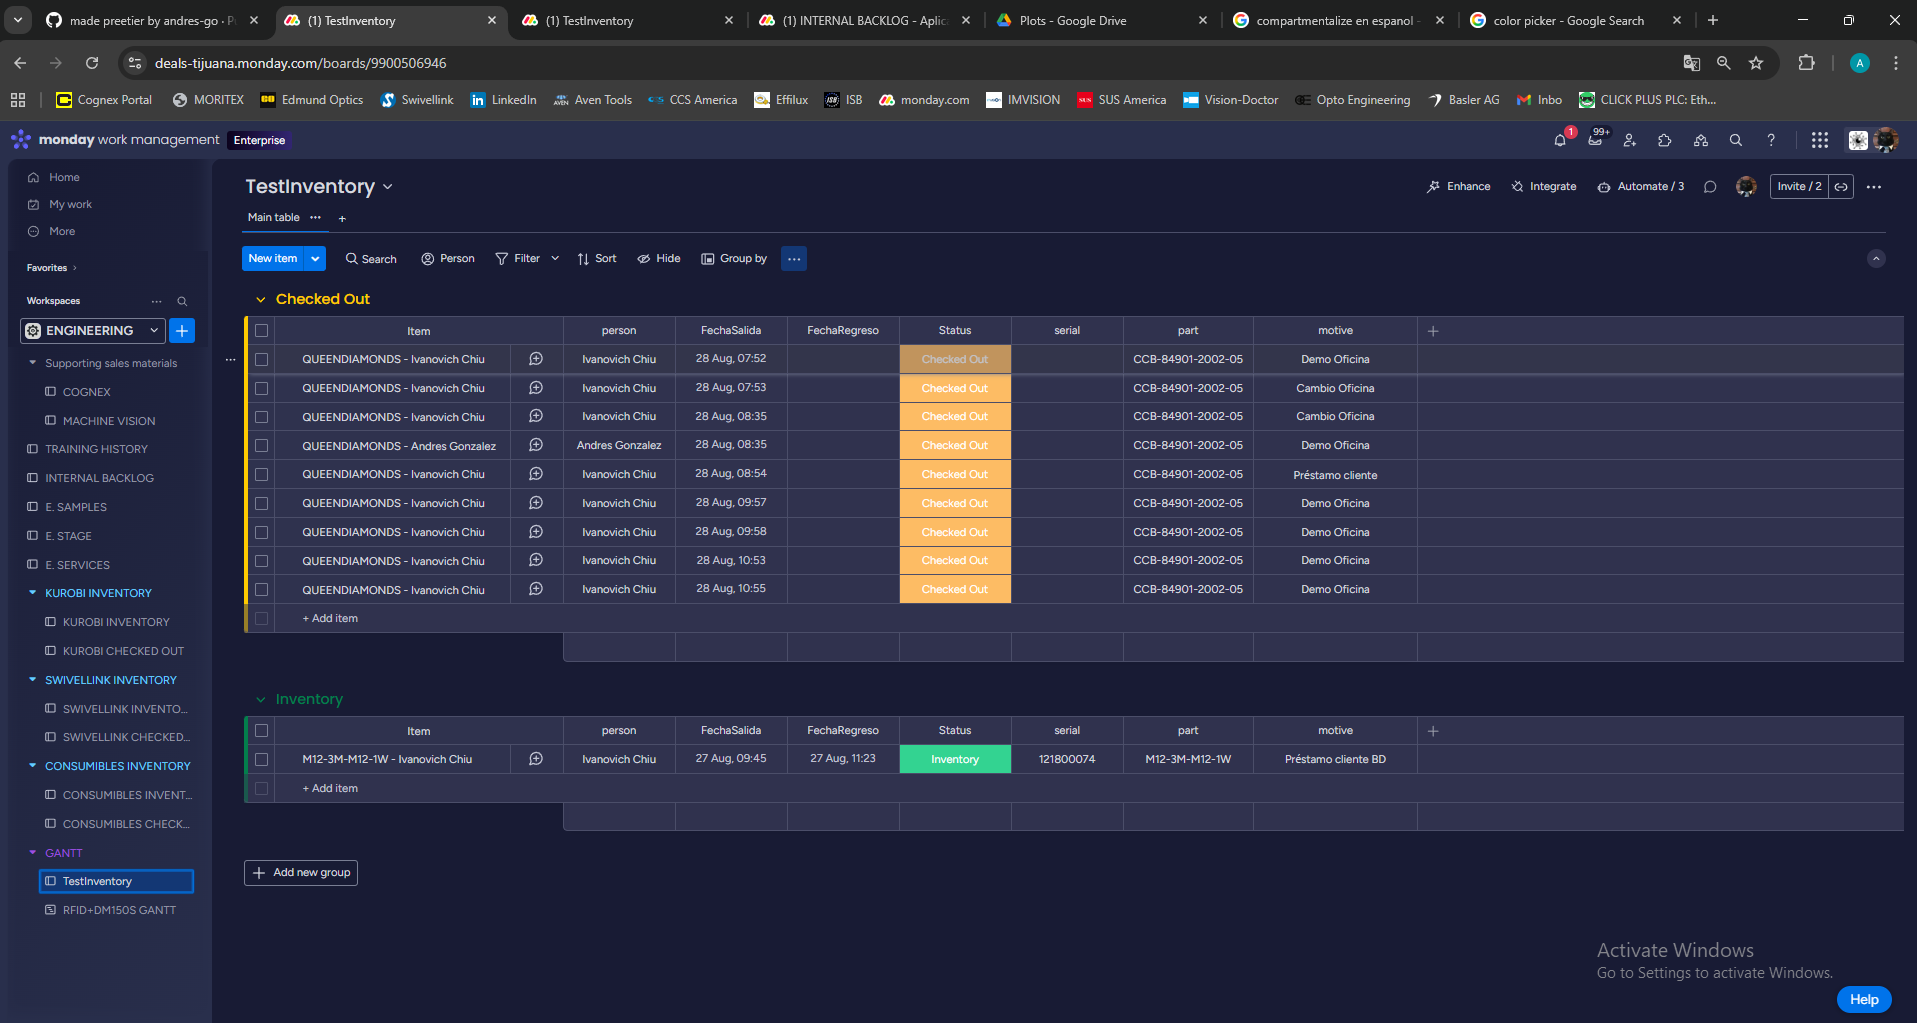 made preetier by andres-go · Pu
(1) TestInventory
(1) TestInventory
(1) INTERNAL BACKLOG - Aplica
Plots - Google Drive
compartmentalize en espanol -
color picker - Google Search
deals-tijuana.monday.com/boards/9900506946
Cognex Portal
MORITEX
Edmund Optics
Swivellink
LinkedIn
Aven Tools
CCS America
Effilux
ISB
monday.com
IMVISION
SUS America
Vision-Doctor
Opto Engineering
Basler AG
Inbo
CLICK PLUS PLC: Eth...
monday work management
Enterprise
1
99+
A
Home
My work
More
Favorites
Workspaces
ENGINEERING
Supporting sales materials
COGNEX
MACHINE VISION
TRAINING HISTORY
INTERNAL BACKLOG
E. SAMPLES
E. STAGE
E. SERVICES
KUROBI INVENTORY
KUROBI INVENTORY
KUROBI CHECKED OUT
SWIVELLINK INVENTORY
SWIVELLINK INVENTO...
SWIVELLINK CHECKED...
CONSUMIBLES INVENTORY
CONSUMIBLES INVENT...
CONSUMIBLES CHECK...
GANTT
TestInventory
RFID+DM150S GANTT
TestInventory
Enhance
Integrate
Automate / 3
Invite / 2
Main table
New item
Search
Person
Filter
Sort
Hide
Group by
Checked Out
Item person FechaSalida FechaRegreso Status serial part motive
QUEENDIAMONDS - Ivanovich Chiu Ivanovich Chiu 28 Aug, 07:52 Checked Out CCB-84901-2002-05 Demo Oficina
QUEENDIAMONDS - Ivanovich Chiu Ivanovich Chiu 28 Aug, 07:53 Checked Out CCB-84901-2002-05 Cambio Oficina
QUEENDIAMONDS - Ivanovich Chiu Ivanovich Chiu 28 Aug, 08:35 Checked Out CCB-84901-2002-05 Cambio Oficina
QUEENDIAMONDS - Andres Gonzalez Andres Gonzalez 28 Aug, 08:35 Checked Out CCB-84901-2002-05 Demo Oficina
QUEENDIAMONDS - Ivanovich Chiu Ivanovich Chiu 28 Aug, 08:54 Checked Out CCB-84901-2002-05 Préstamo cliente
QUEENDIAMONDS - Ivanovich Chiu Ivanovich Chiu 28 Aug, 09:57 Checked Out CCB-84901-2002-05 Demo Oficina
QUEENDIAMONDS - Ivanovich Chiu Ivanovich Chiu 28 Aug, 09:58 Checked Out CCB-84901-2002-05 Demo Oficina
QUEENDIAMONDS - Ivanovich Chiu Ivanovich Chiu 28 Aug, 10:53 Checked Out CCB-84901-2002-05 Demo Oficina
QUEENDIAMONDS - Ivanovich Chiu Ivanovich Chiu 28 Aug, 10:55 Checked Out CCB-84901-2002-05 Demo Oficina
+ Add item
Inventory
Item person FechaSalida FechaRegreso Status serial part motive
M12-3M-M12-1W - Ivanovich Chiu Ivanovich Chiu 27 Aug, 09:45 27 Aug, 11:23 Inventory 121800074 M12-3M-M12-1W Préstamo cliente BD
+ Add item
Add new group
Activate Windows
Go to Settings to activate Windows.
Help